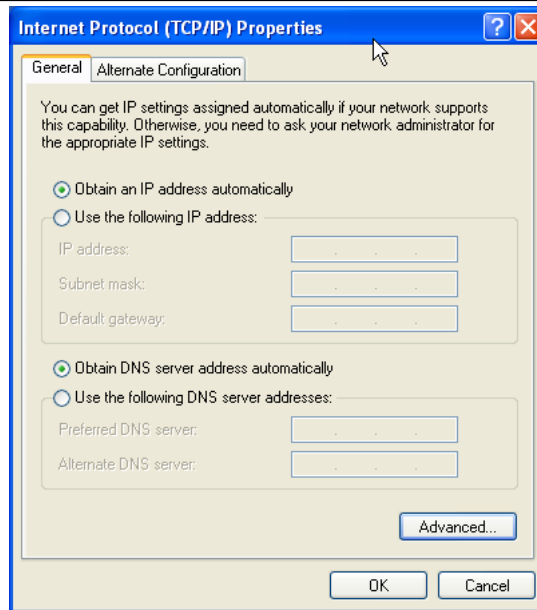 Internet Protocol (TCP/IP) Properties
General
Alternate Configuration
You can get IP settings assigned automatically if your network supports
this capability. Otherwise, you need to ask your network administrator for
the appropriate IP settings.
Obtain an IP address automatically
Use the following IP address:
IP address:
Subnet mask:
Default gateway:
Obtain DNS server address automatically
Use the following DNS server addresses:
Preferred DNS server:
Alternate DNS server:
Advanced...
OK
Cancel